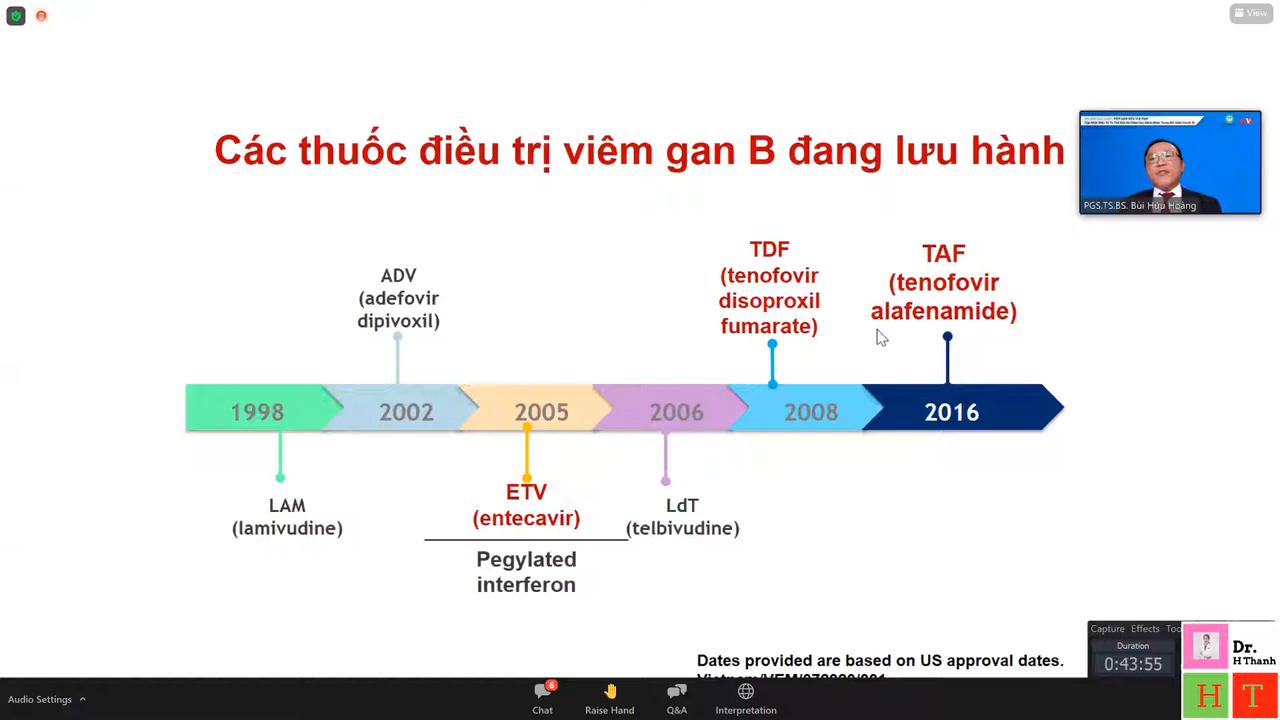 View
Các thuốc điều trị viêm gan B đang lưu hành
PGS.TS.BS. Bùi Hữu Hoàng
ADV
(adefovir
dipivoxil)
TDF
(tenofovir
disoproxil
fumarate)
TAF
(tenofovir
alafenamide)
1998
2002
2005
2006
2008
2016
LAM
(lamivudine)
ETV
(entecavir)
Pegylated
interferon
LdT
(telbivudine)
Dates provided are based on US approval dates.
Capture Effects Too
Duration
0:43:55
Dr.
H Thanh
H T
Audio Settings
6
Chat
Raise Hand
Q&A
Interpretation